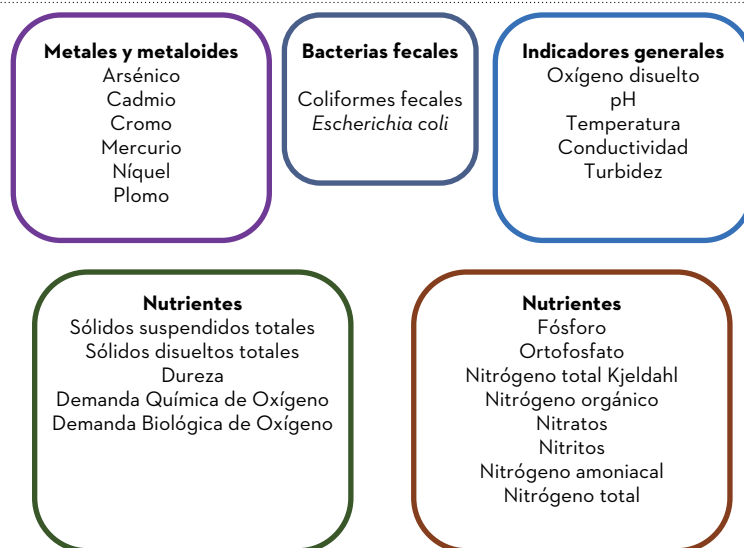 Metales y metaloides
Arsénico
Cadmio
Cromo
Mercurio
Níquel
Plomo
Bacterias fecales
Coliformes fecales
Escherichia coli
Indicadores generales
Oxígeno disuelto
pH
Temperatura
Conductividad
Turbidez
Nutrientes
Sólidos suspendidos totales
Sólidos disueltos totales
Dureza
Demanda Química de Oxígeno
Demanda Biológica de Oxígeno
Nutrientes
Fósforo
Ortofosfato
Nitrógeno total Kjeldahl
Nitrógeno orgánico
Nitratos
Nitritos
Nitrógeno amoniacal
Nitrógeno total